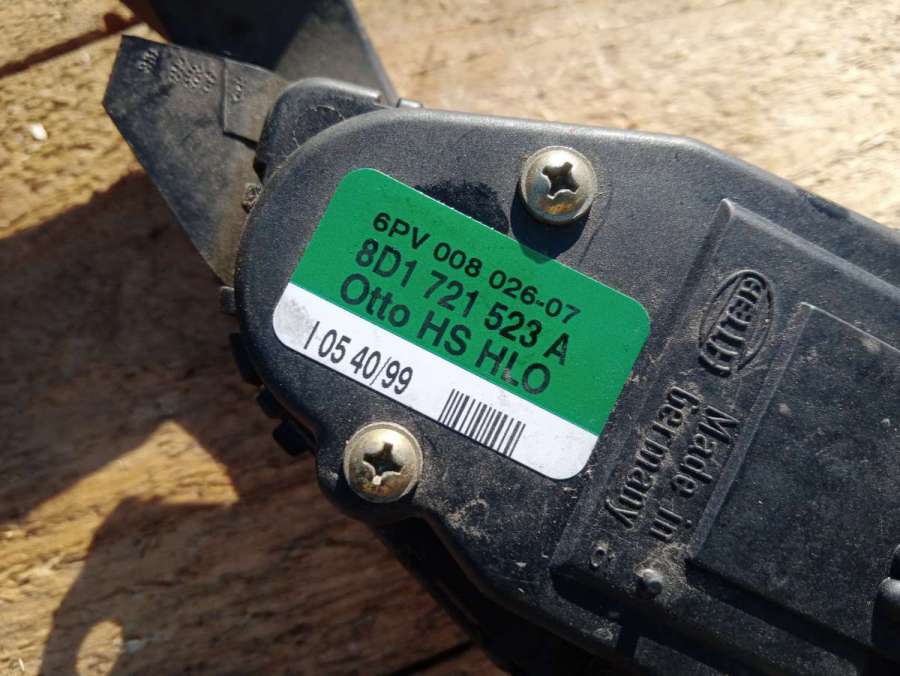 6PV 008 026-07
8D1 721 523 A
Otto HS HLO
I 05 40/99
Hella
Made in
Germany